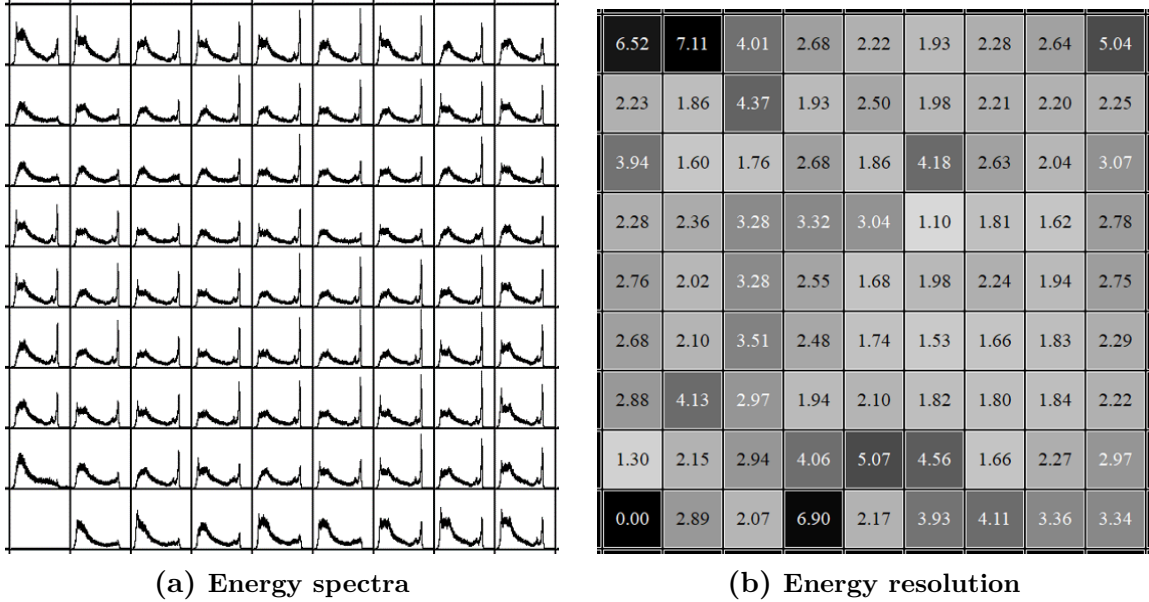 6.52 7.11 4.01 2.68 2.22 1.93 2.28 2.64 5.04
2.23 1.86 4.37 1.93 2.50 1.98 2.21 2.20 2.25
3.94 1.60 1.76 2.68 1.86 4.18 2.63 2.04 3.07
2.28 2.36 3.28 3.32 3.04 1.10 1.81 1.62 2.78
2.76 2.02 3.28 2.55 1.68 1.98 2.24 1.94 2.75
2.68 2.10 3.51 2.48 1.74 1.53 1.66 1.83 2.29
2.88 4.13 2.97 1.94 2.10 1.82 1.80 1.84 2.22
1.30 2.15 2.94 4.06 5.07 4.56 1.66 2.27 2.97
0.00 2.89 2.07 6.90 2.17 3.93 4.11 3.36 3.34
(a) Energy spectra
(b) Energy resolution